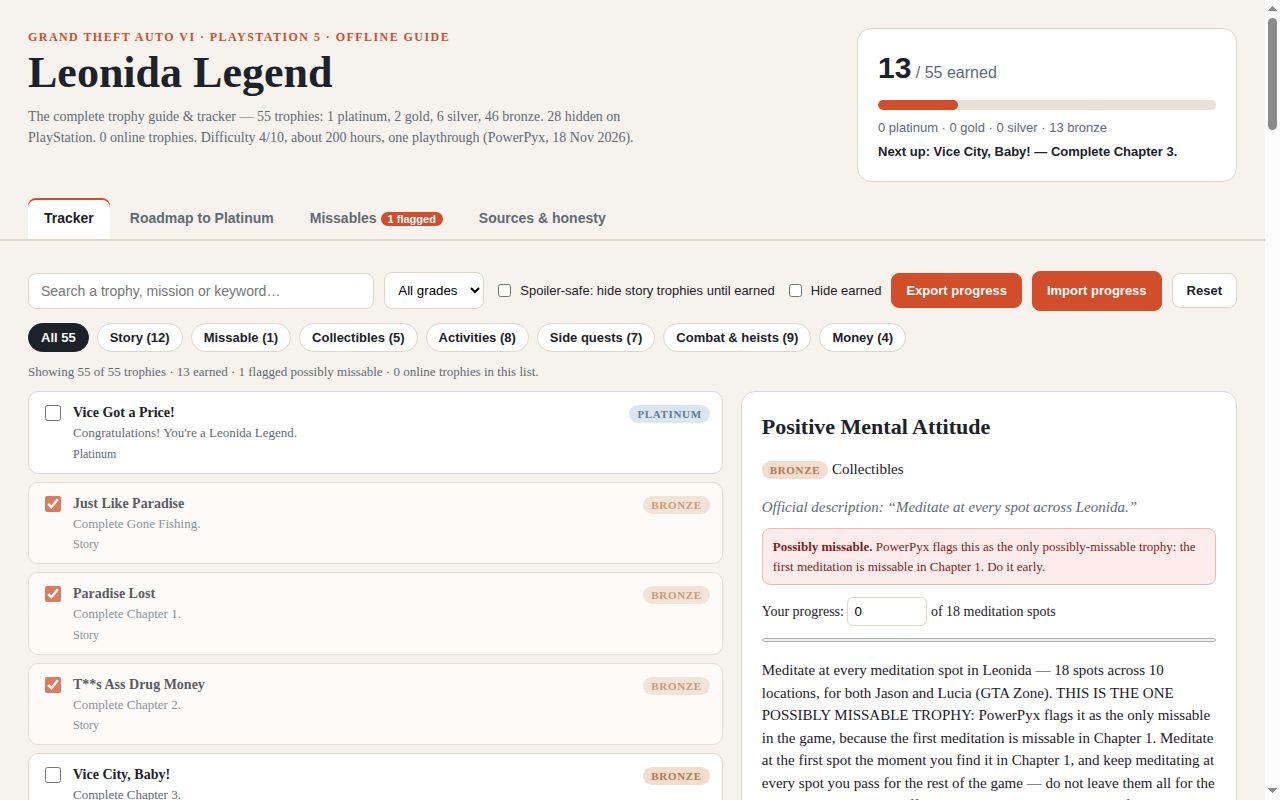 GRAND THEFT AUTO VI · PLAYSTATION 5 · OFFLINE GUIDE
Leonida Legend
The complete trophy guide & tracker — 55 trophies: 1 platinum, 2 gold, 6 silver, 46 bronze. 28 hidden on
PlayStation. 0 online trophies. Difficulty 4/10, about 200 hours, one playthrough (PowerPyx, 18 Nov 2026).
13 / 55 earned
0 platinum · 0 gold · 0 silver · 13 bronze
Next up: Vice City, Baby! — Complete Chapter 3.
Tracker
Roadmap to Platinum
Missables 1 flagged
Sources & honesty
Search a trophy, mission or keyword…
All grades
Spoiler-safe: hide story trophies until earned
Hide earned
Export progress
Import progress
Reset
All 55
Story (12)
Missable (1)
Collectibles (5)
Activities (8)
Side quests (7)
Combat & heists (9)
Money (4)
Showing 55 of 55 trophies · 13 earned · 1 flagged possibly missable · 0 online trophies in this list.
Vice Got a Price!
PLATINUM
Congratulations! You're a Leonida Legend.
Platinum
Just Like Paradise
BRONZE
Complete Gone Fishing.
Story
Paradise Lost
BRONZE
Complete Chapter 1.
Story
T**s Ass Drug Money
BRONZE
Complete Chapter 2.
Story
Vice City, Baby!
BRONZE
Complete Chapter 3.
Positive Mental Attitude
BRONZE Collectibles
Official description: “Meditate at every spot across Leonida.”
Possibly missable. PowerPyx flags this as the only possibly-missable trophy: the
first meditation is missable in Chapter 1. Do it early.
Your progress: 0 of 18 meditation spots
Meditate at every meditation spot in Leonida — 18 spots across 10
locations, for both Jason and Lucia (GTA Zone). THIS IS THE ONE
POSSIBLY MISSABLE TROPHY: PowerPyx flags it as the only missable
in the game, because the first meditation is missable in Chapter 1. Meditate
at the first spot the moment you find it in Chapter 1, and keep meditating at
every spot you pass for the rest of the game — do not leave them all for the